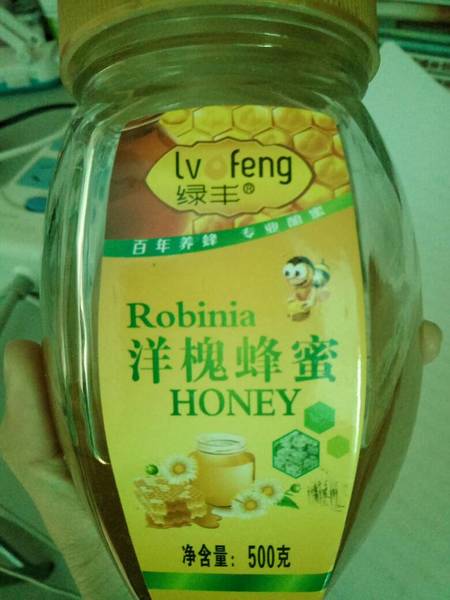 lvfeng
绿丰®
百年养蜂 专业酿蜜
Robinia
洋槐蜂蜜
HONEY
净含量：500克